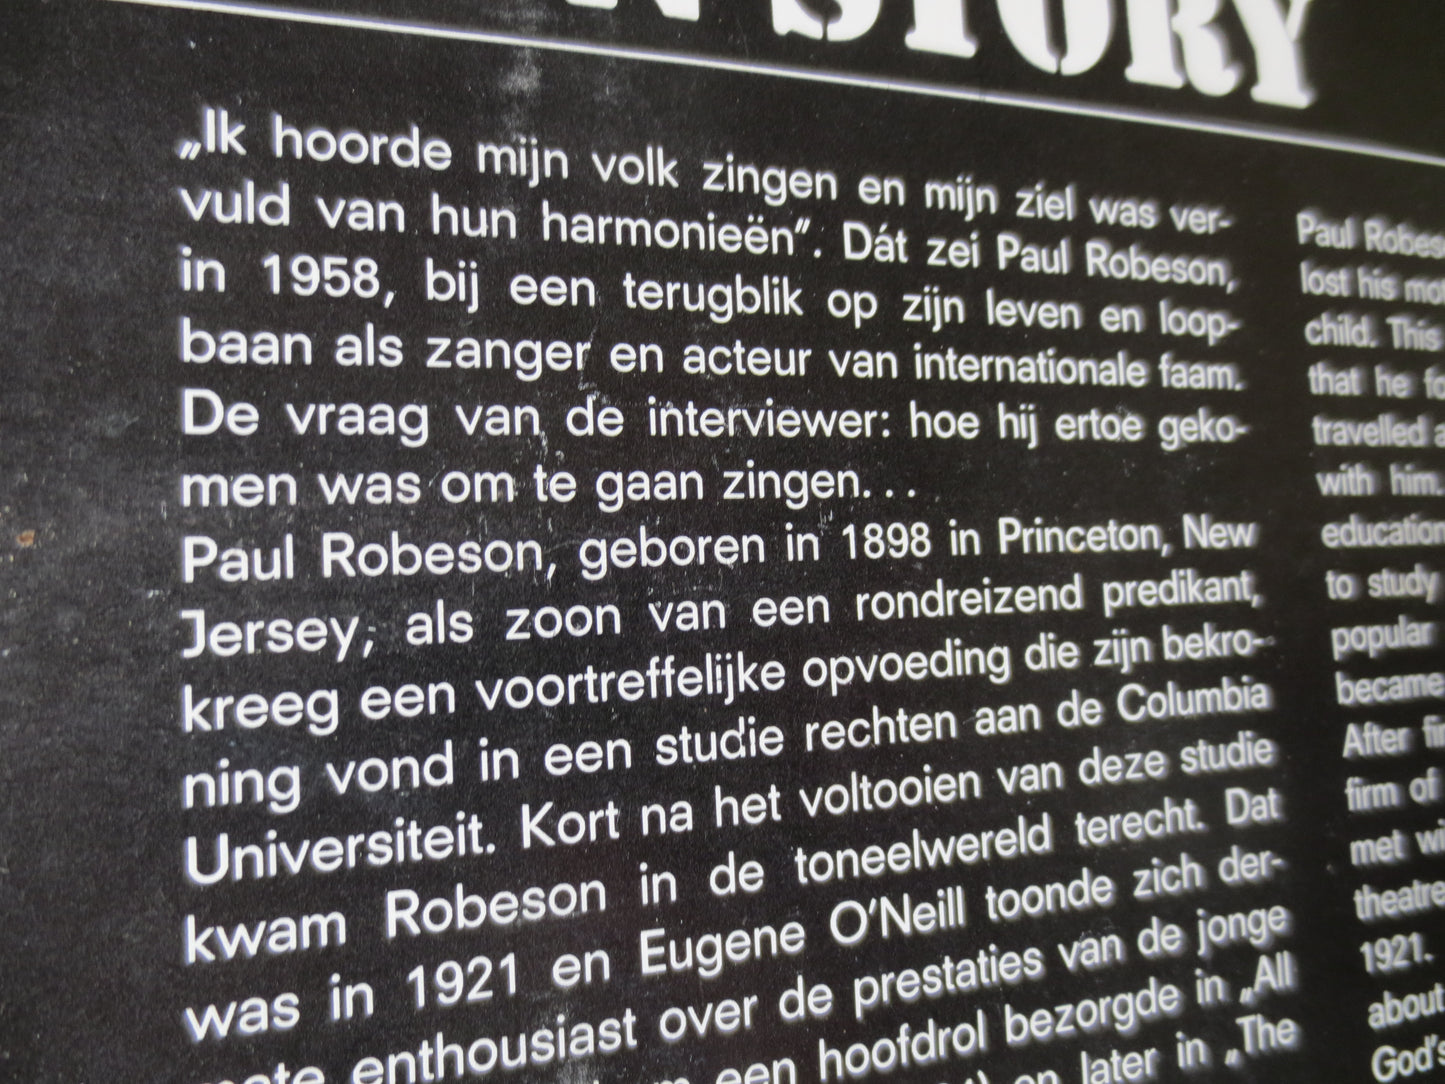 STORY
„Ik hoorde mijn volk zingen en mijn ziel was ver-
vuld van hun harmonieën”. Dát zei Paul Robeson,
in 1958, bij een terugblik op zijn leven en loop-
baan als zanger en acteur van internationale faam.
De vraag van de interviewer: hoe hij ertoe geko-
men was om te gaan zingen...
Paul Robeson, geboren in 1898 in Princeton, New
Jersey, als zoon van een rondreizend predikant,
kreeg een voortreffelijke opvoeding die zijn bekro-
ning vond in een studie rechten aan de Columbia
Universiteit. Kort na het voltooien van deze studie
kwam Robeson in de toneelwereld terecht. Dat
was in 1921 en Eugene O’Neill toonde zich der-
enthousiast over de prestaties van de jonge
een hoofdrol bezorgde in „All
en later in „The
Paul
lost his
child. This
that he
travelled
with him.
education
to study
popular
became
After
firm of
met
theatre
1921.
about
God's